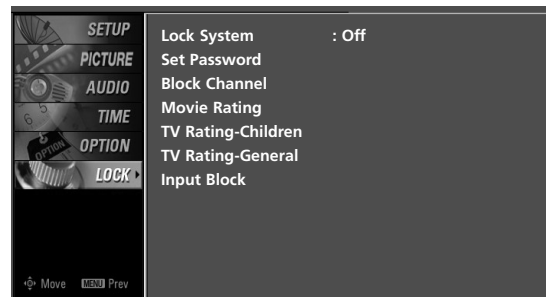 SETUP
PICTURE
AUDIO
TIME
OPTION
LOCK
Move MENU Prev
Lock System : Off
Set Password
Block Channel
Movie Rating
TV Rating-Children
TV Rating-General
Input Block